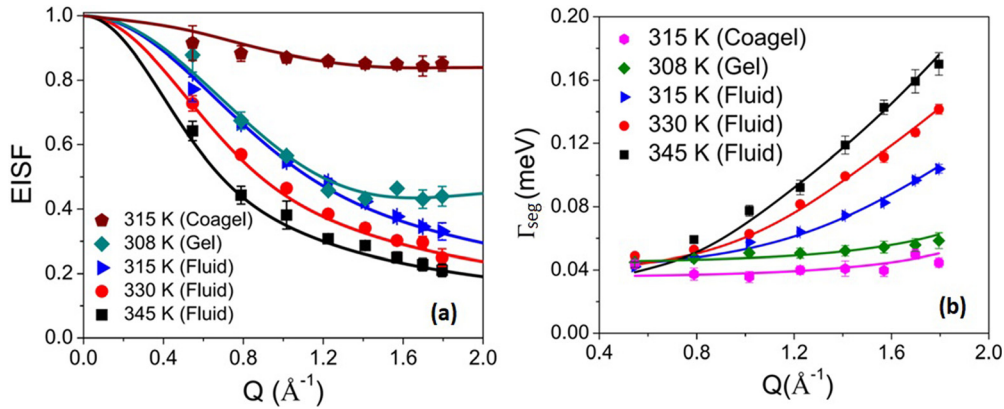 1.0
0.8
0.6
0.4
0.2
0.0
EISF
315 K (Coagel)
308 K (Gel)
315 K (Fluid)
330 K (Fluid)
345 K (Fluid)
(a)
0.0 0.4 0.8 1.2 1.6 2.0
Q (Å⁻¹)
0.20
0.16
0.12
0.08
0.04
0.00
Γseg (meV)
315 K (Coagel)
308 K (Gel)
315 K (Fluid)
330 K (Fluid)
345 K (Fluid)
(b)
0.4 0.8 1.2 1.6 2.0
Q(Å⁻¹)